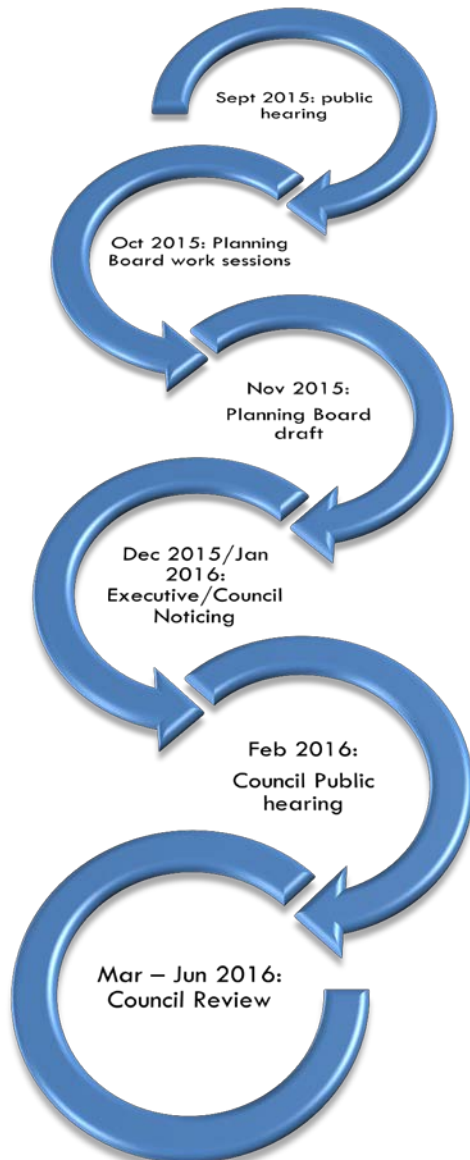 Sept 2015: public
hearing
Oct 2015: Planning
Board work sessions
Nov 2015:
Planning Board
draft
Dec 2015/Jan
2016:
Executive/Council
Noticing
Feb 2016:
Council Public
hearing
Mar – Jun 2016:
Council Review